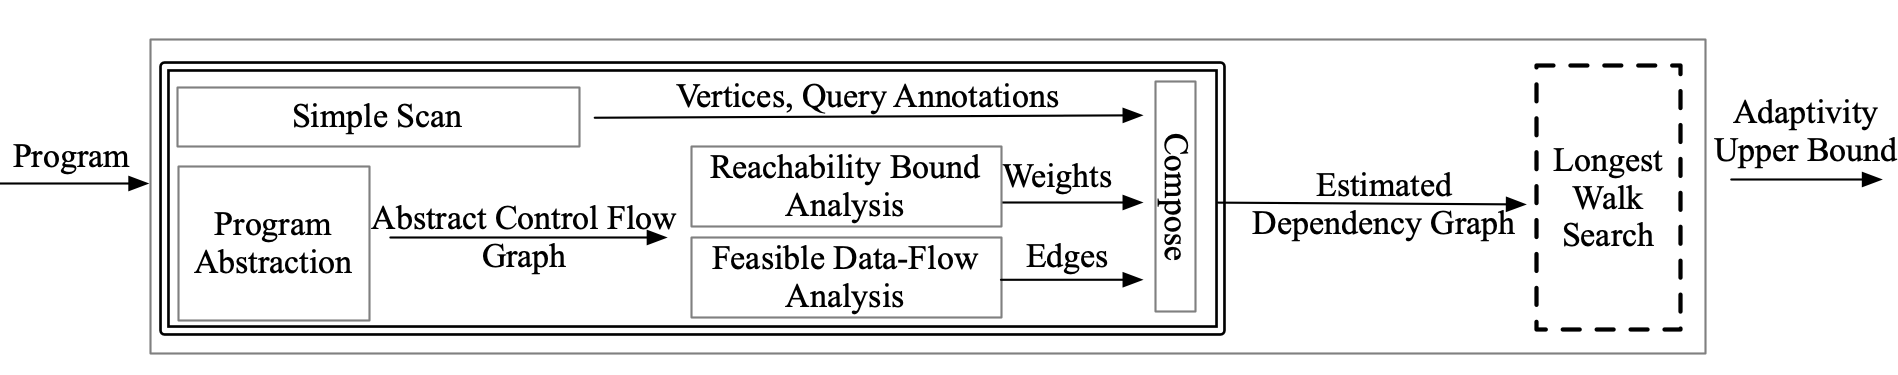 Program
Simple Scan
Vertices, Query Annotations
Program
Abstraction
Abstract Control Flow
Graph
Reachability Bound
Analysis
Weights
Feasible Data-Flow
Analysis
Edges
Compose
Estimated
Dependency Graph
Longest
Walk
Search
Adaptivity
Upper Bound